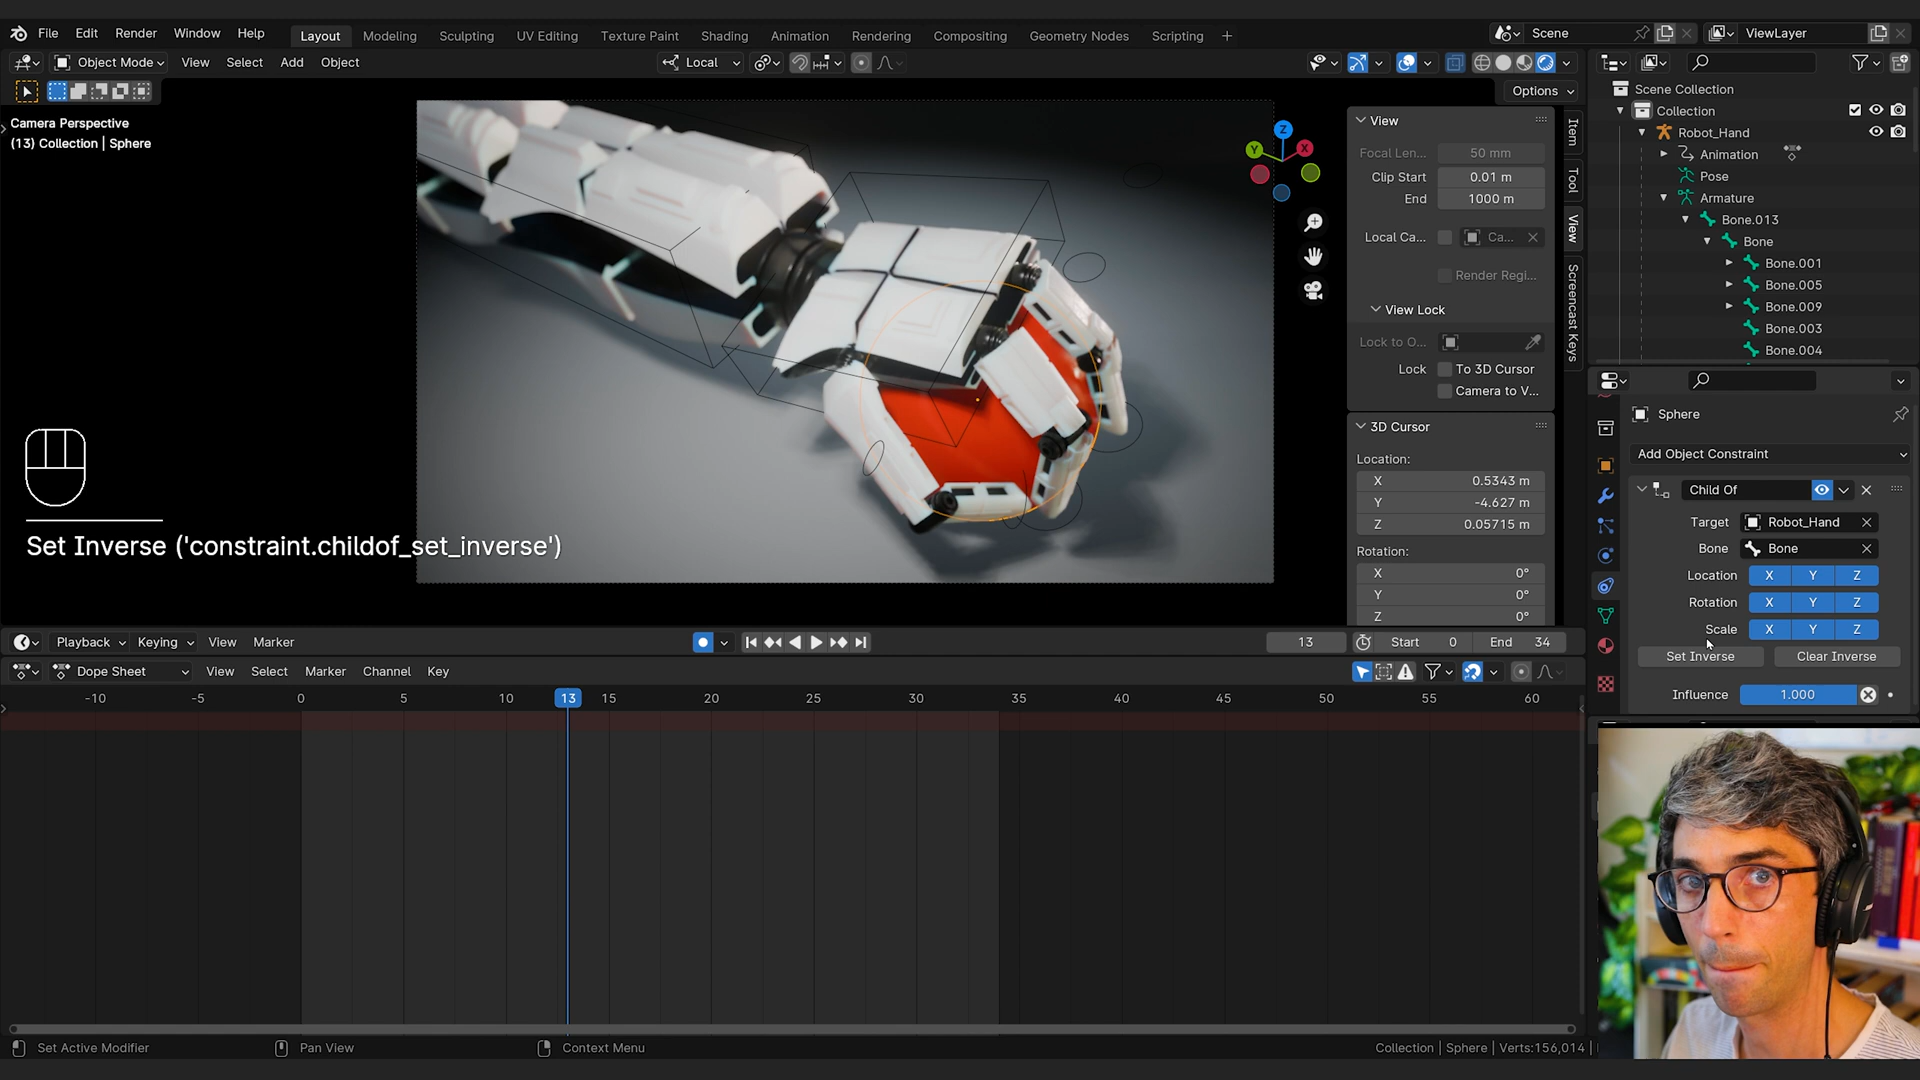 File Edit Render Window Help Layout Modeling Sculpting UV Editing Texture Paint Shading Animation Rendering Compositing Geometry Nodes Scripting + Scene ViewLayer
Object Mode View Select Add Object Local
Options
Camera Perspective
(13) Collection | Sphere
Z
Y
X
View
Focal Len... 50 mm
Clip Start 0.01 m
End 1000 m
Local Ca... Ca...
Render Regi...
View Lock
Lock to O...
Lock To 3D Cursor
Camera to V...
3D Cursor
Location:
X 0.5343 m
Y -4.627 m
Z 0.05715 m
Rotation:
X 0°
Y 0°
Z 0°
Item
Tool
View
Screencast Keys
Set Inverse ('constraint.childof_set_inverse')
Scene Collection
Collection
Robot_Hand
Animation
Pose
Armature
Bone.013
Bone
Bone.001
Bone.005
Bone.009
Bone.003
Bone.004
Sphere
Add Object Constraint
Child Of
Target Robot_Hand
Bone Bone
Location X Y Z
Rotation X Y Z
Scale X Y Z
Set Inverse Clear Inverse
Influence 1.000
Playback Keying View Marker 13 Start 0 End 34
Dope Sheet View Select Marker Channel Key
-10 -5 0 5 10 13 15 20 25 30 35 40 45 50 55 60
Set Active Modifier Pan View Context Menu Collection | Sphere | Verts:156,014 |